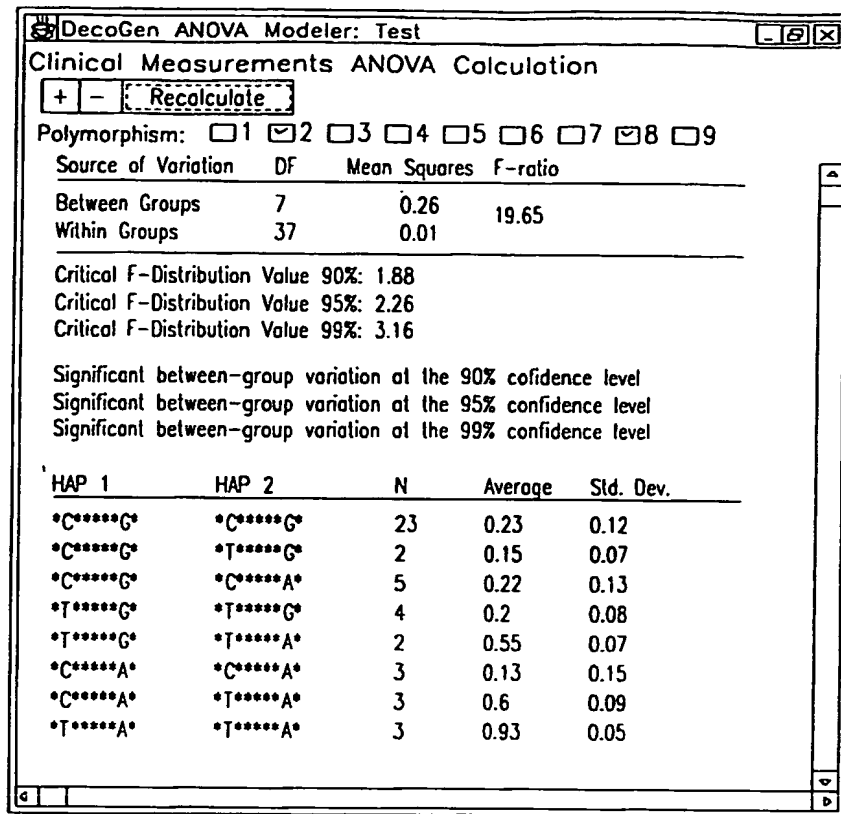 DecoGen ANOVA Modeler: Test
Clinical Measurements ANOVA Calculation
+ - Recalculate
Polymorphism: 1 2 3 4 5 6 7 8 9
Source of Variation DF Mean Squares F-ratio
Between Groups 7 0.26 19.65
Within Groups 37 0.01
Critical F-Distribution Value 90%: 1.88
Critical F-Distribution Value 95%: 2.26
Critical F-Distribution Value 99%: 3.16
Significant between-group variation at the 90% cofidence level
Significant between-group variation at the 95% confidence level
Significant between-group variation at the 99% confidence level
HAP 1 HAP 2 N Average Std. Dev.
*C*****G* *C*****G* 23 0.23 0.12
*C*****G* *T*****G* 2 0.15 0.07
*C*****G* *C*****A* 5 0.22 0.13
*T*****G* *T*****G* 4 0.2 0.08
*T*****G* *T*****A* 2 0.55 0.07
*C*****A* *C*****A* 3 0.13 0.15
*C*****A* *T*****A* 3 0.6 0.09
*T*****A* *T*****A* 3 0.93 0.05